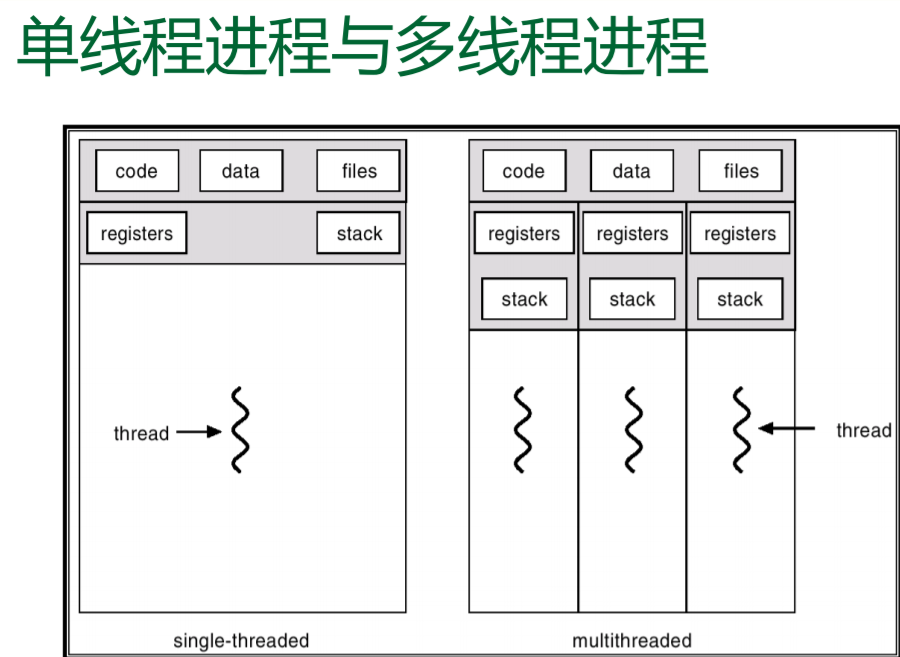 单线程进程与多线程进程
code data files code data files
registers stack registers registers registers
stack stack stack
thread thread
single-threaded multithreaded